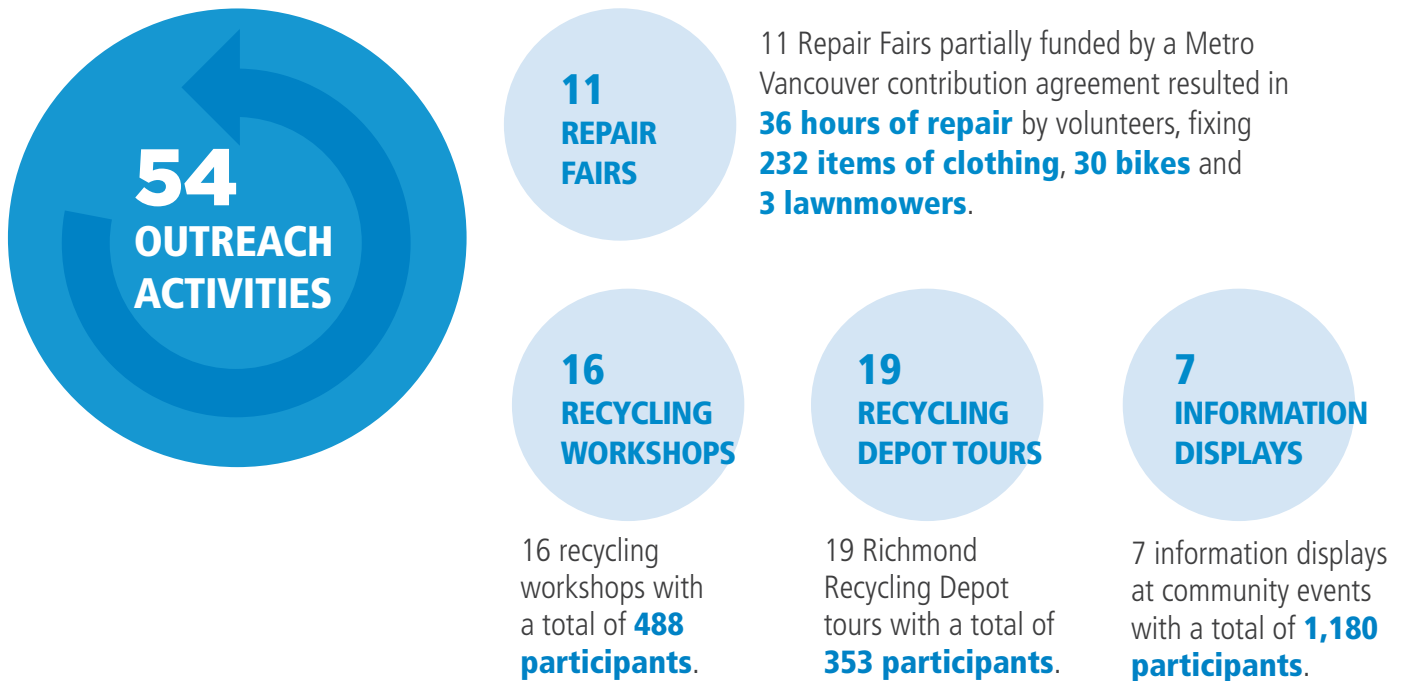 54
OUTREACH
ACTIVITIES
11
REPAIR
FAIRS
11 Repair Fairs partially funded by a Metro
Vancouver contribution agreement resulted in
36 hours of repair by volunteers, fixing
232 items of clothing, 30 bikes and
3 lawnmowers.
16
RECYCLING
WORKSHOPS
16 recycling
workshops with
a total of 488
participants.
19
RECYCLING
DEPOT TOURS
19 Richmond
Recycling Depot
tours with a total of
353 participants.
7
INFORMATION
DISPLAYS
7 information displays
at community events
with a total of 1,180
participants.